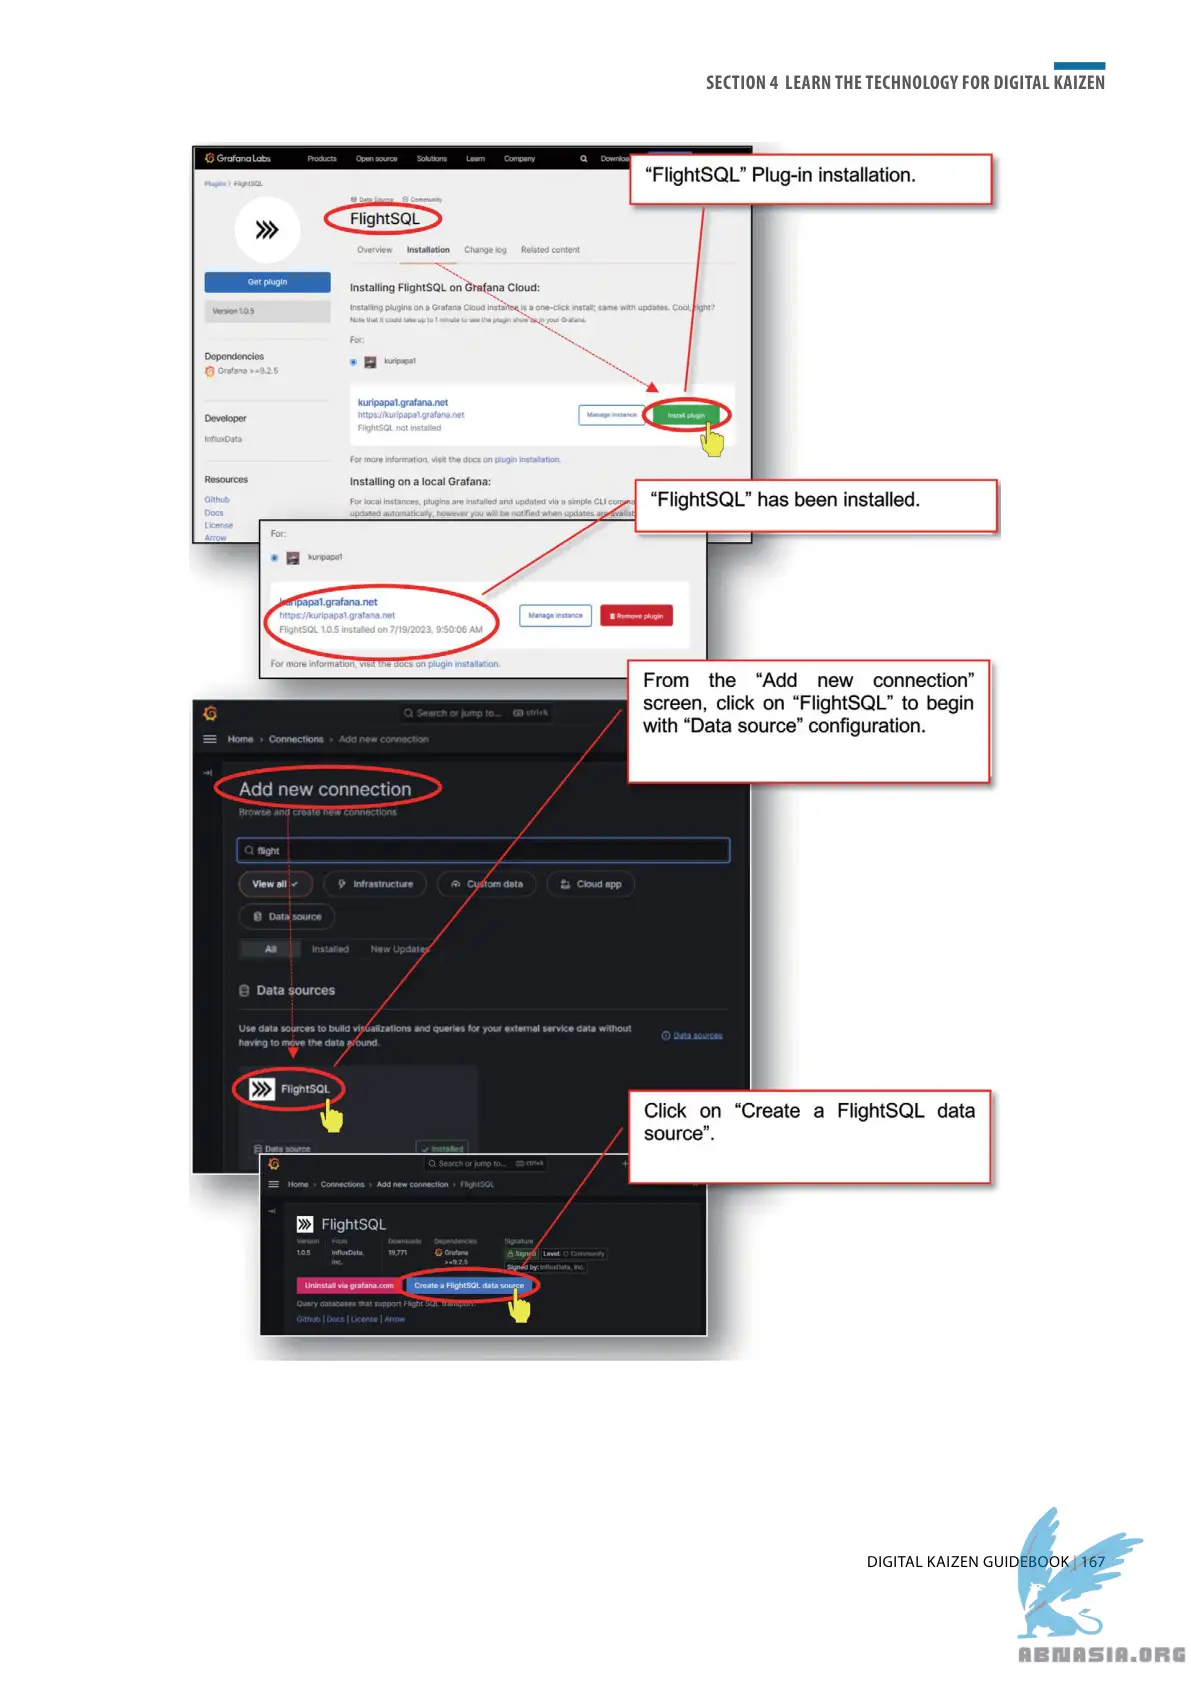 SECTION 4 LEARN THE TECHNOLOGY FOR DIGITAL KAIZEN
Grafana Labs
Products
Open source
Solutions
Learn
Company
“FlightSQL” Plug-in installation.
Plugins › FlightSQL
Data Source
Community
FlightSQL
Overview
Installation
Change log
Related content
Get plugin
Version 1.0.5
Installing FlightSQL on Grafana Cloud:
Installing plugins on a Grafana Cloud instance is a one-click install; same with updates. Cool, right?
Note that it could take up to 1 minute to see the plugin show up in your Grafana.
For:
kuripapa1
Dependencies
Grafana >=9.2.5
kuripapa1.grafana.net
https://kuripapa1.grafana.net
FlightSQL not installed
Manage instance
Install plugin
Developer
InfluxData
For more information, visit the docs on plugin installation.
Resources
Github
Docs
License
Arrow
Installing on a local Grafana:
For local instances, plugins are installed and updated via a simple CLI
updated automatically, however you will be notified when updates are
“FlightSQL” has been installed.
For:
kuripapa1
kuripapa1.grafana.net
https://kuripapa1.grafana.net
FlightSQL 1.0.5 installed on 7/19/2023, 9:50:06 AM
Manage instance
Remove plugin
For more information, visit the docs on plugin installation.
From the “Add new connection”
screen, click on “FlightSQL” to begin
with “Data source” configuration.
Search or jump to...
ctrl+k
Home › Connections › Add new connection
Add new connection
Browse and create new connections
flight
View all
Infrastructure
Custom data
Cloud app
Data source
All
Installed
New Updates
Data sources
Use data sources to build visualizations and queries for your external service data without
having to move the data around.
Data sources
FlightSQL
Data source
Installed
Click on “Create a FlightSQL data
source”.
Search or jump to...
ctrl+k
Home › Connections › Add new connection › FlightSQL
FlightSQL
Version
From
Downloads
Dependencies
Signature
1.0.5
InfluxData,
Inc.
19,771
Grafana
>=9.2.5
Signed
Level: Community
Signed by: InfluxData, Inc.
Uninstall via grafana.com
Create a FlightSQL data source
Query databases that support Flight SQL transport.
Github | Docs | License | Arrow
DIGITAL KAIZEN GUIDEBOOK | 167
ABNASIA.ORG